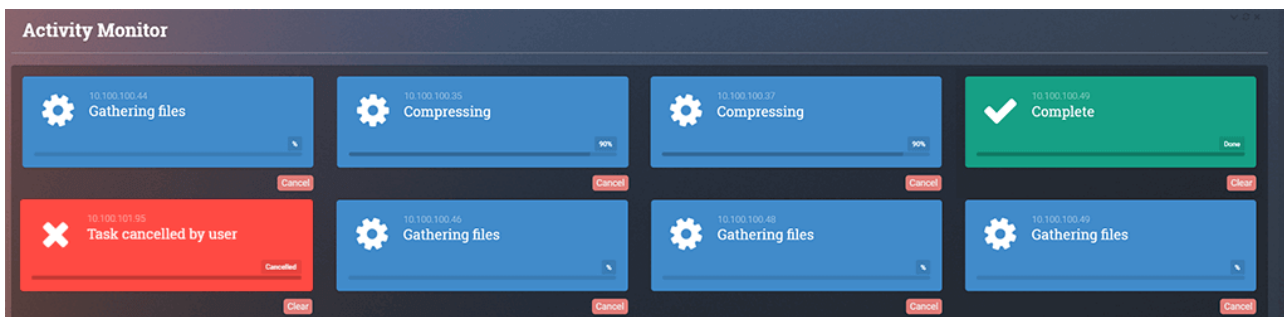 Activity Monitor
10.100.100.44
Gathering files
%
Cancel
10.100.100.35
Compressing
90%
Cancel
10.100.100.37
Compressing
90%
Cancel
10.100.100.49
Complete
Done
Clear
10.100.101.95
Task cancelled by user
Cancelled
Clear
10.100.100.46
Gathering files
%
Cancel
10.100.100.48
Gathering files
%
Cancel
10.100.100.49
Gathering files
%
Cancel